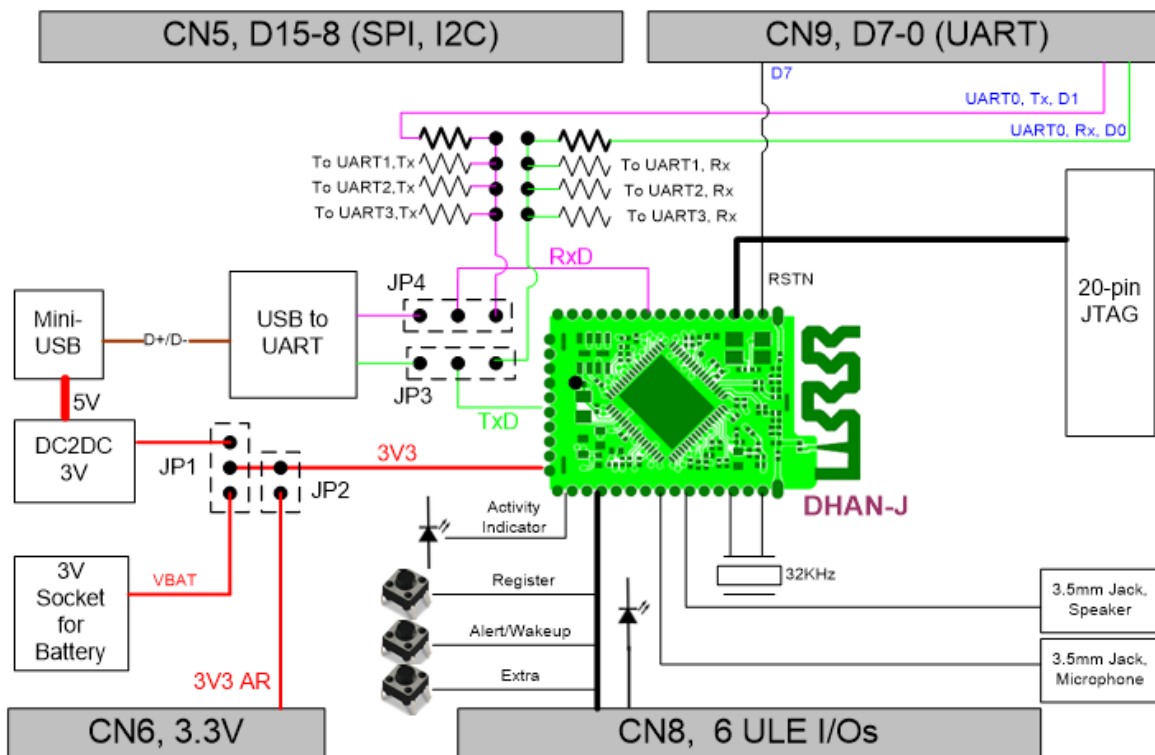 CN5, D15-8 (SPI, I2C)
CN9, D7-0 (UART)
D7
UART0, Tx, D1
UART0, Rx, D0
To UART1,Tx
To UART1, Rx
To UART2,Tx
To UART2, Rx
To UART3,Tx
To UART3, Rx
RxD
RSTN
20-pin
JTAG
JP4
Mini-
USB
D+/D-
USB to
UART
JP3
TxD
5V
DC2DC
3V
JP1
3V3
JP2
DHAN-J
Activity
Indicator
32KHz
Register
3V
Socket
for
Battery
VBAT
3.5mm Jack,
Speaker
Alert/Wakeup
3.5mm Jack,
Microphone
Extra
3V3 AR
CN6, 3.3V
CN8, 6 ULE I/Os